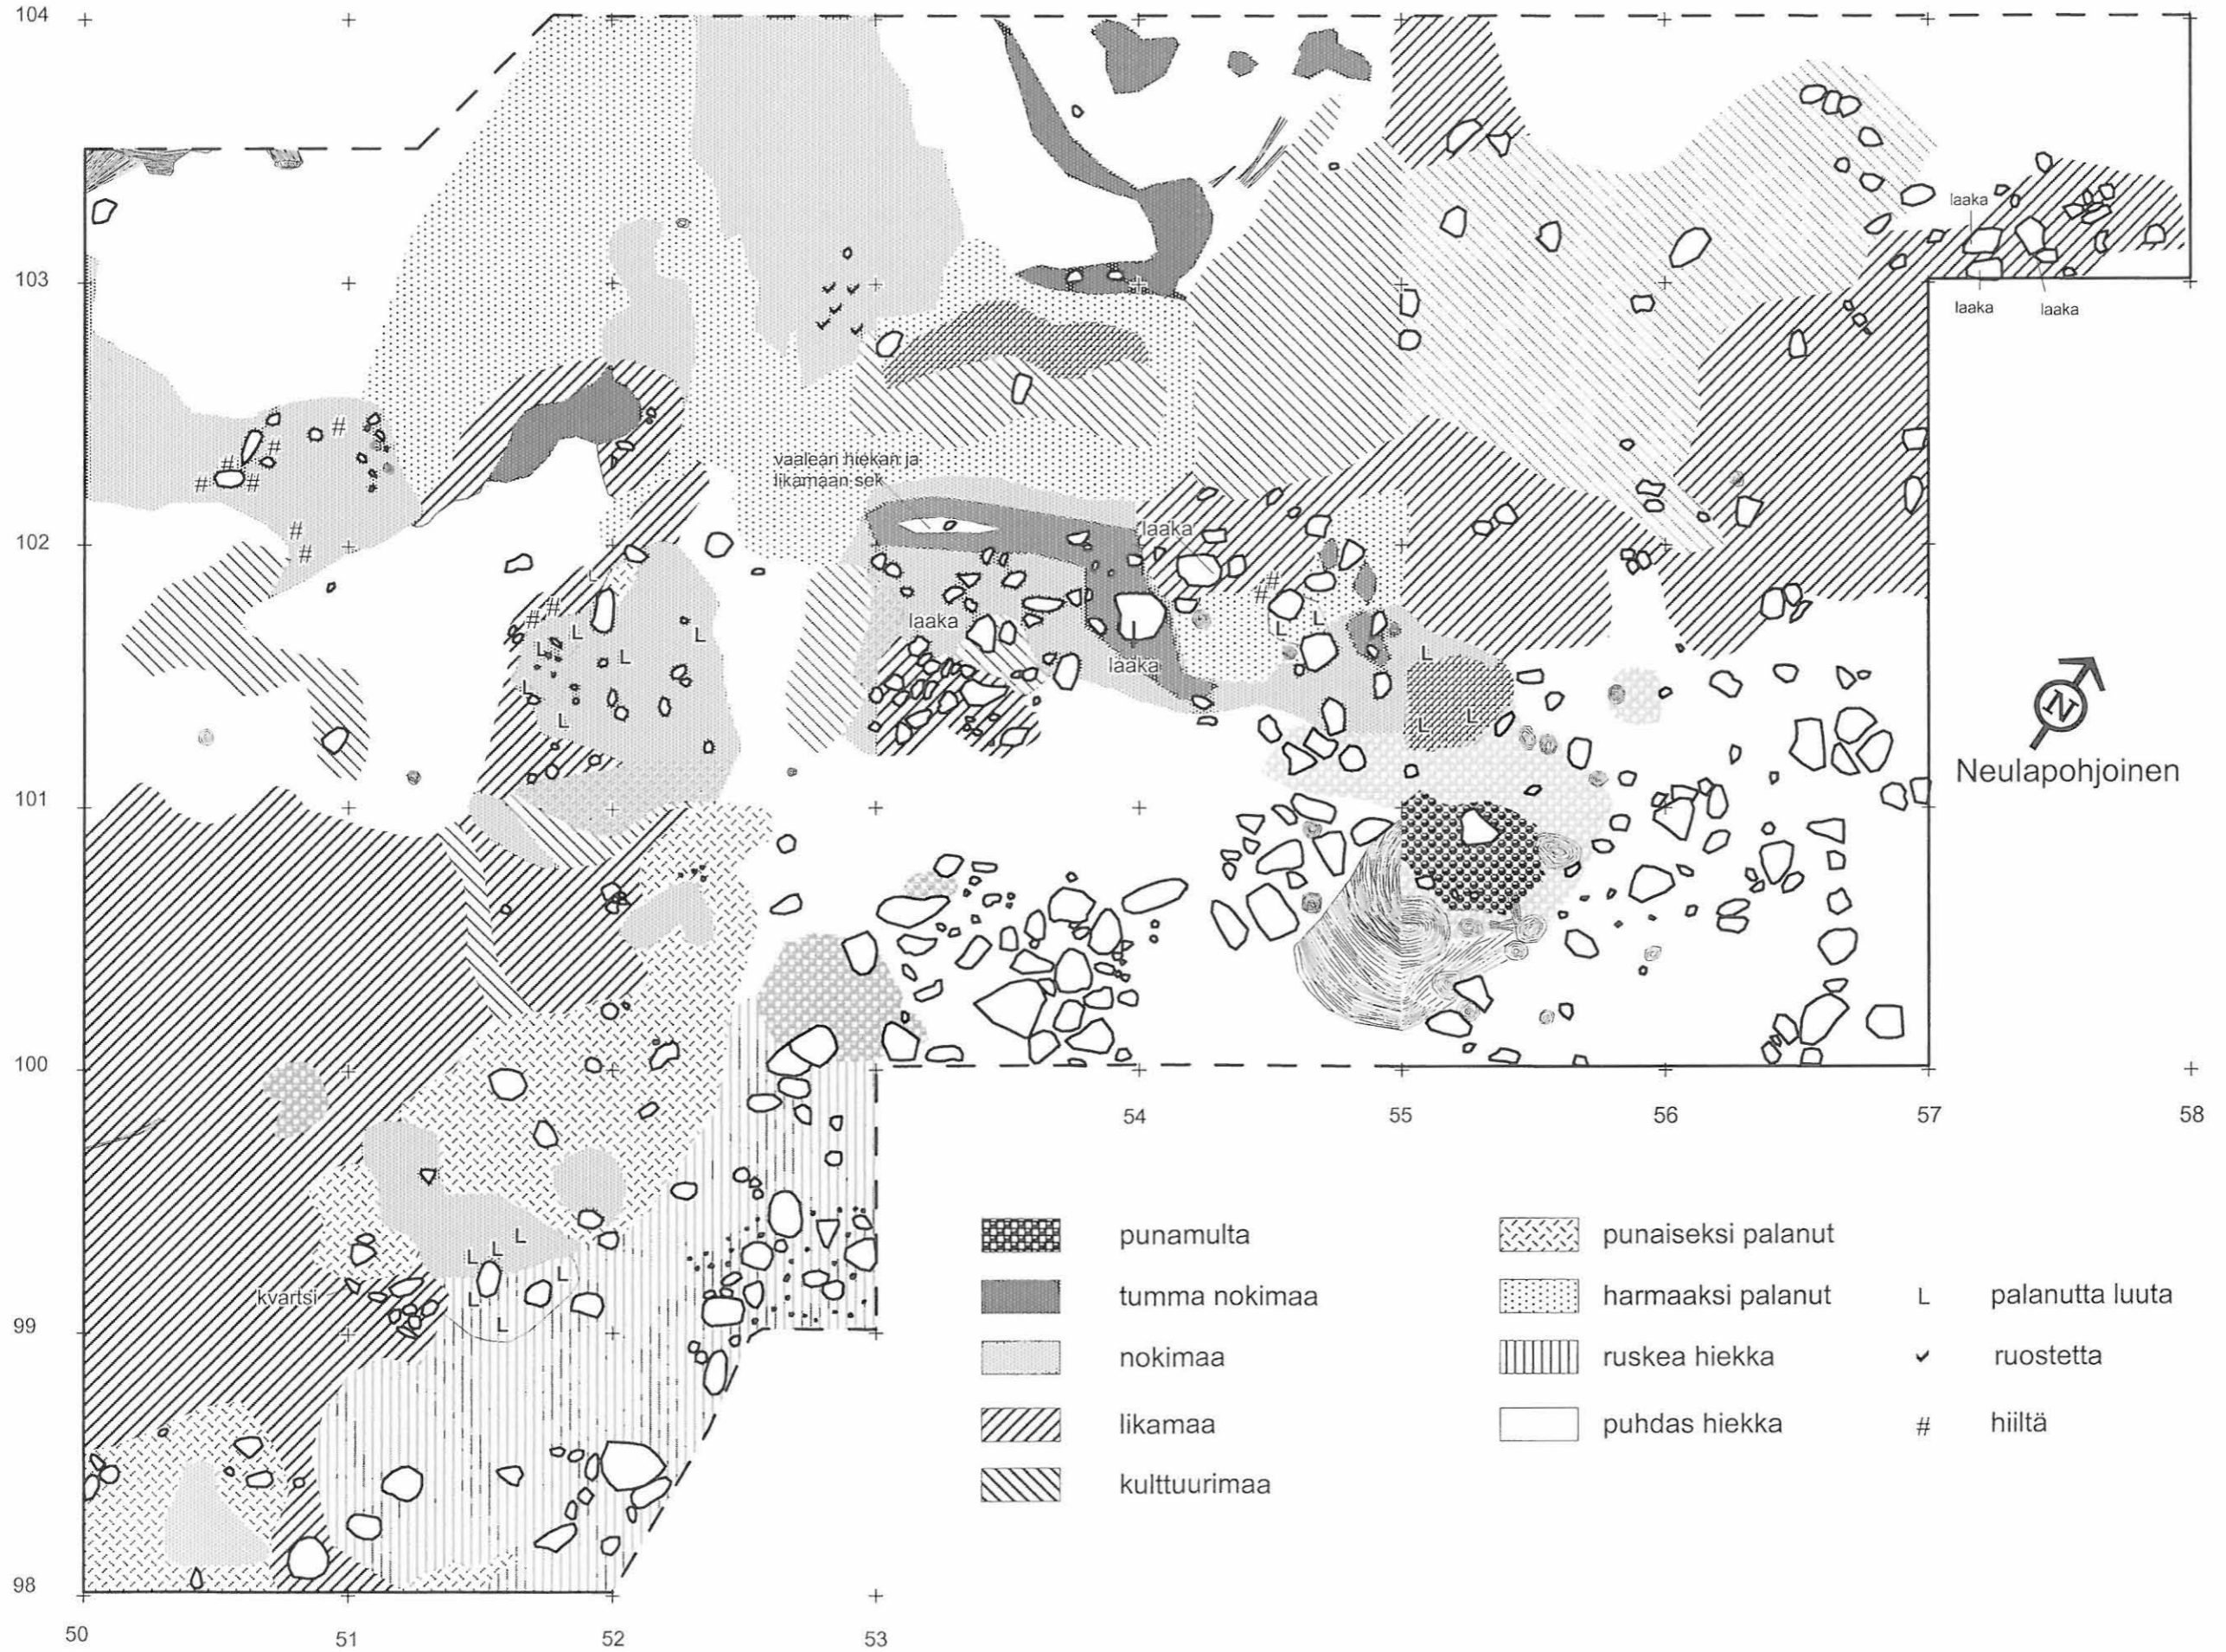 104
103
laaka
laaka
laaka
vaalean hiekan ja
likamaan sek
# # # # #
102
# #
laaka
L
# #
# #
laaka
L L L L
L L L
laaka
L
L
L L L
101
N
Neulapohjoinen
100
54 55 56 57 58
L L L L L L
kvartsi
99
98
50 51 52 53
punamulta
tumma nokimaa
nokimaa
likamaa
kulttuurimaa
punaiseksi palanut
harmaaksi palanut
ruskea hiekka
puhdas hiekka
L palanutta luuta
ruostetta
# hiiltä